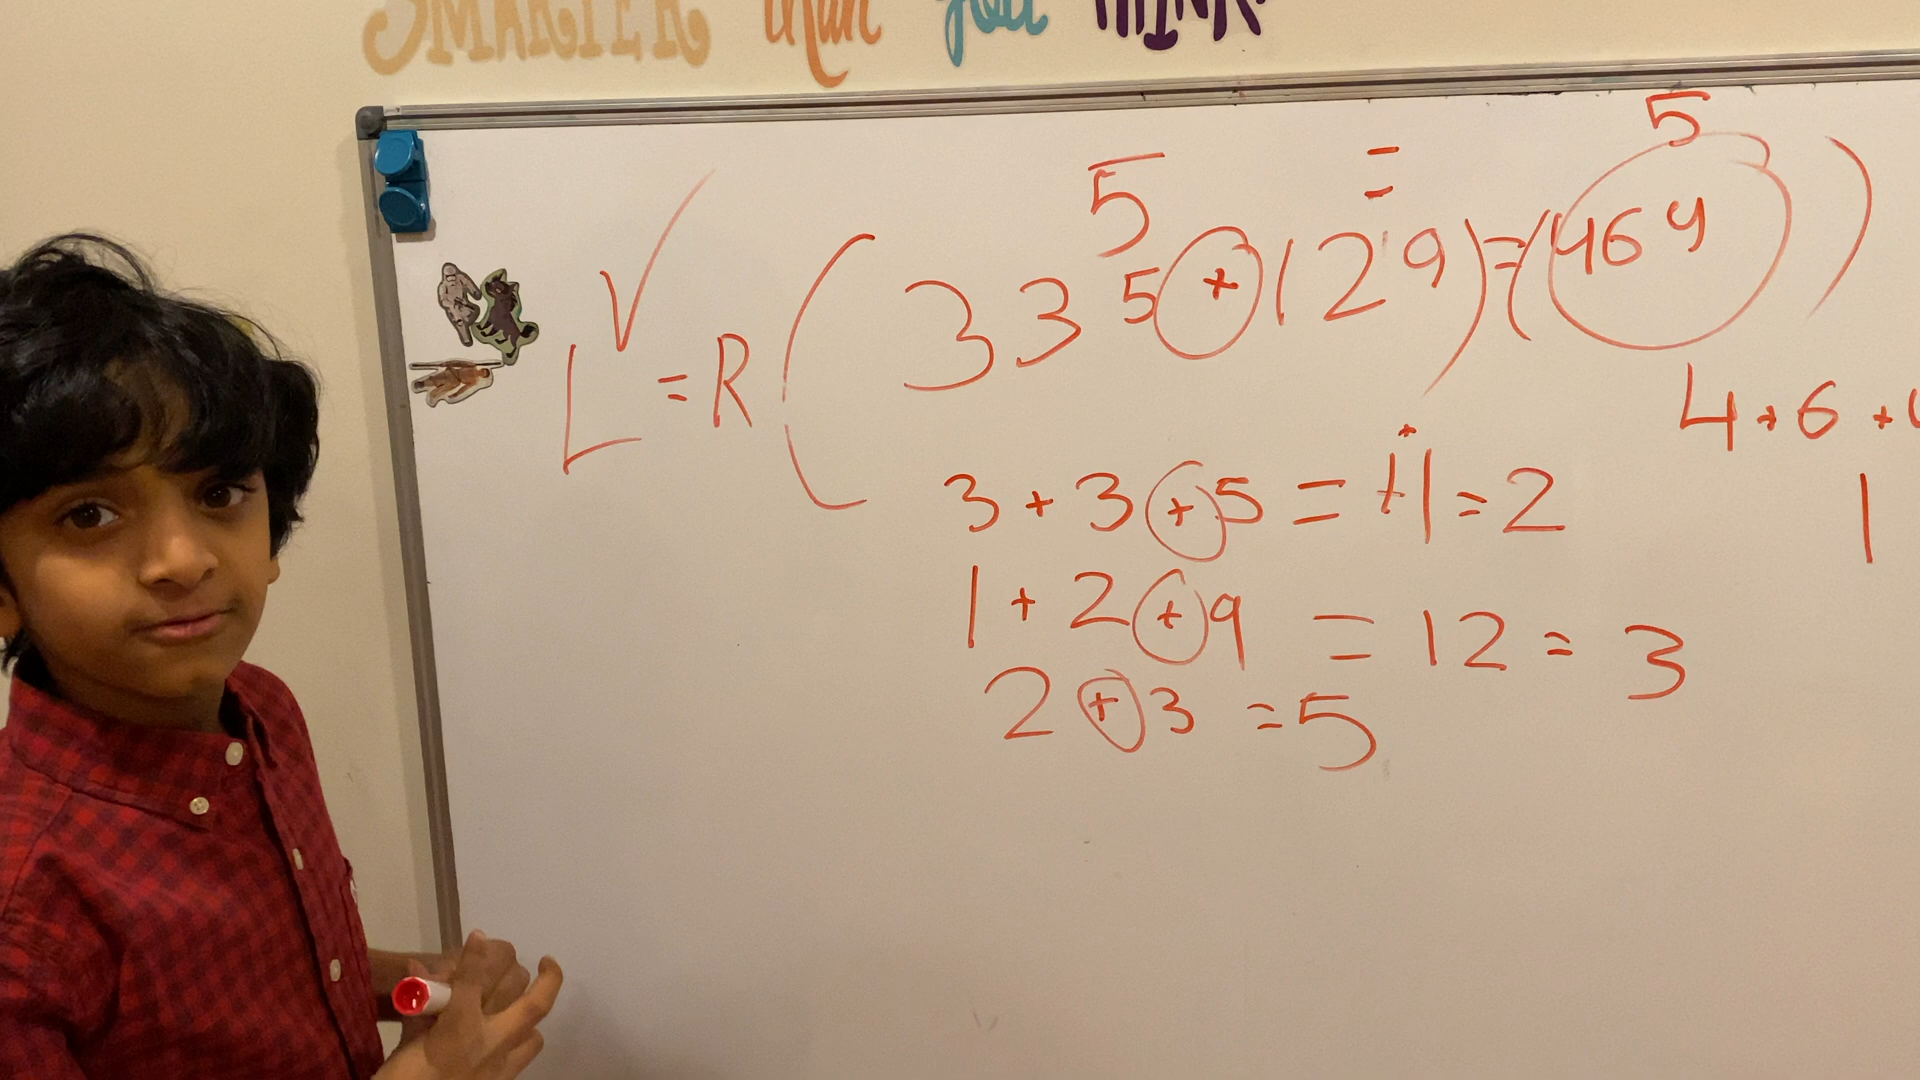 SMARTER than you THINK.
5 = 5
L = R ( 335 + (129) = (464) )
4 + 6 +
3 + 3 + 5 = 11 = 2
1
1 + 2 + 9 = 12 = 3
2 + 3 = 5